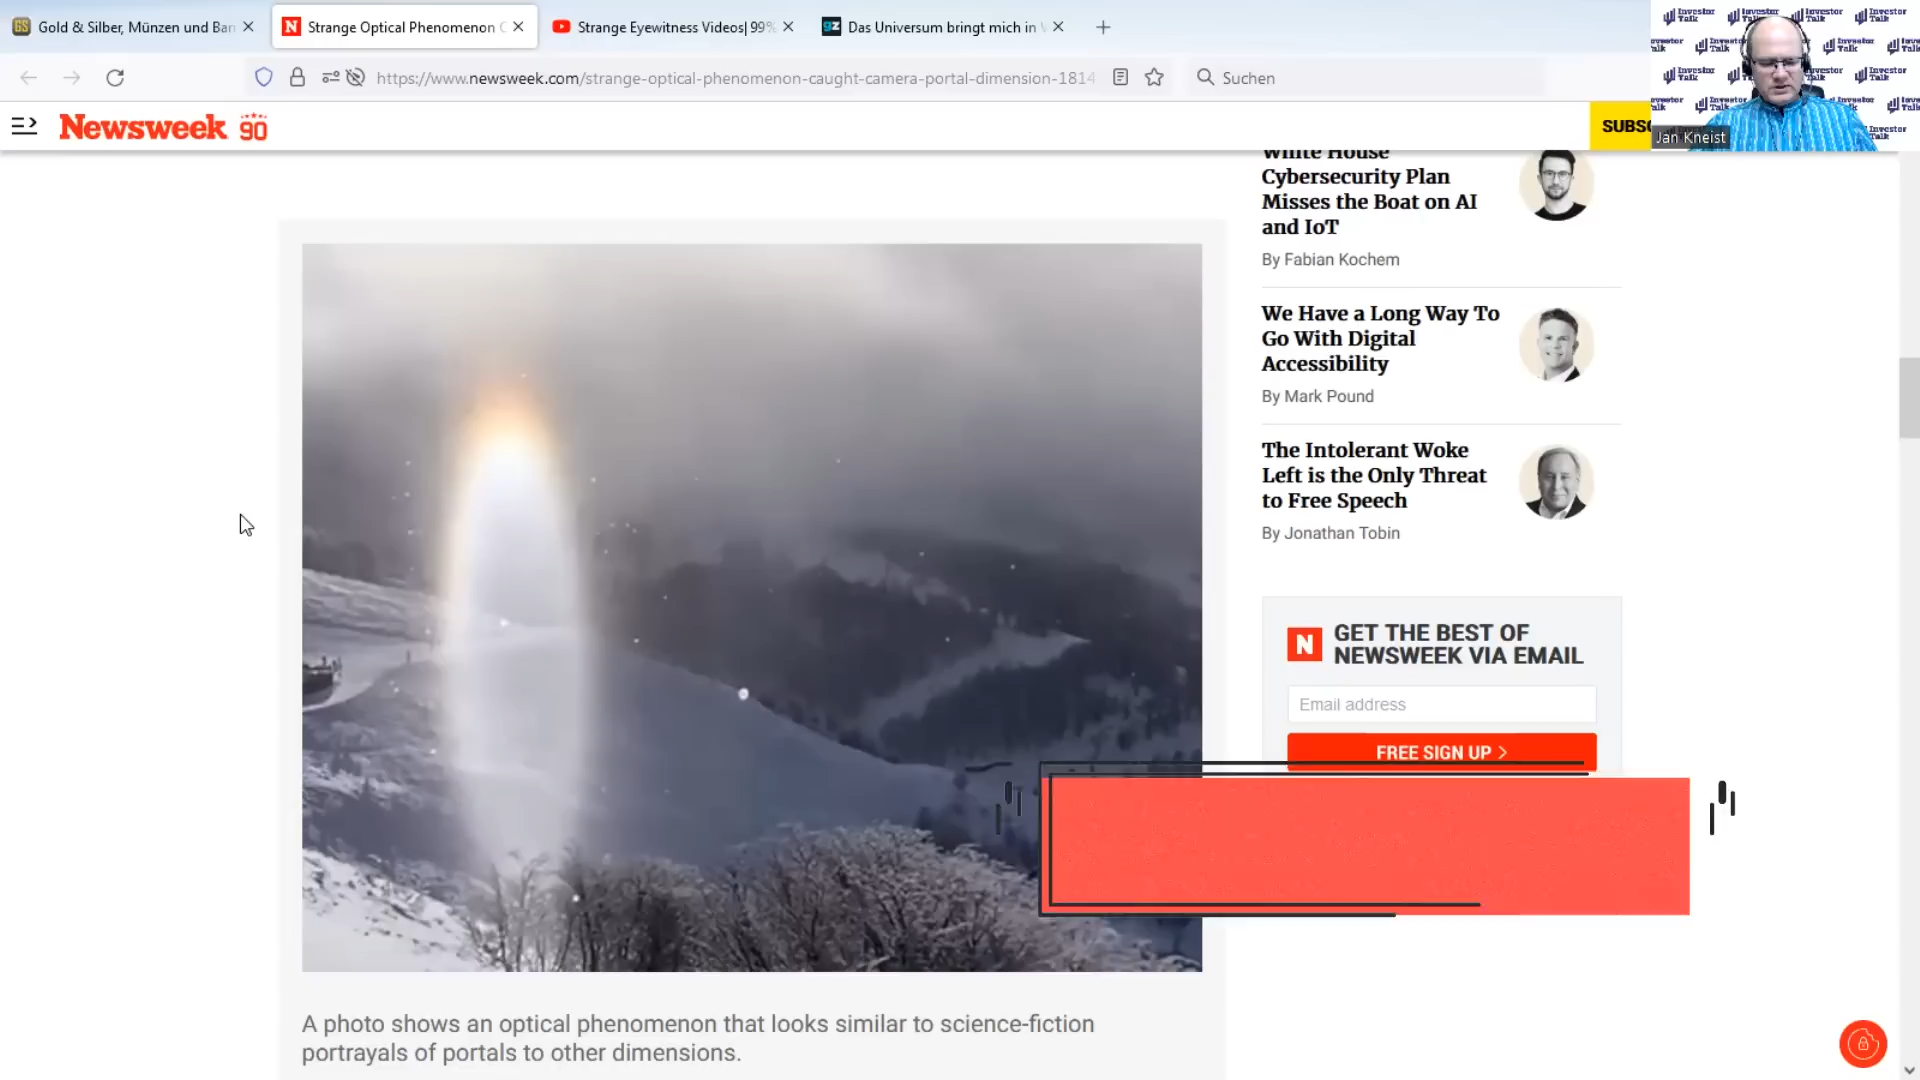 Gold & Silber, Münzen und Barr
Strange Optical Phenomenon C
Strange Eyewitness Videos| 99%
Das Universum bringt mich in V
https://www.newsweek.com/strange-optical-phenomenon-caught-camera-portal-dimension-1814
Suchen
Newsweek 90
SUBSC
Investor Talk
Jan Kneist
White House
Cybersecurity Plan
Misses the Boat on AI
and IoT
By Fabian Kochem
We Have a Long Way To
Go With Digital
Accessibility
By Mark Pound
The Intolerant Woke
Left is the Only Threat
to Free Speech
By Jonathan Tobin
N GET THE BEST OF
NEWSWEEK VIA EMAIL
Email address
FREE SIGN UP >
A photo shows an optical phenomenon that looks similar to science-fiction
portrayals of portals to other dimensions.